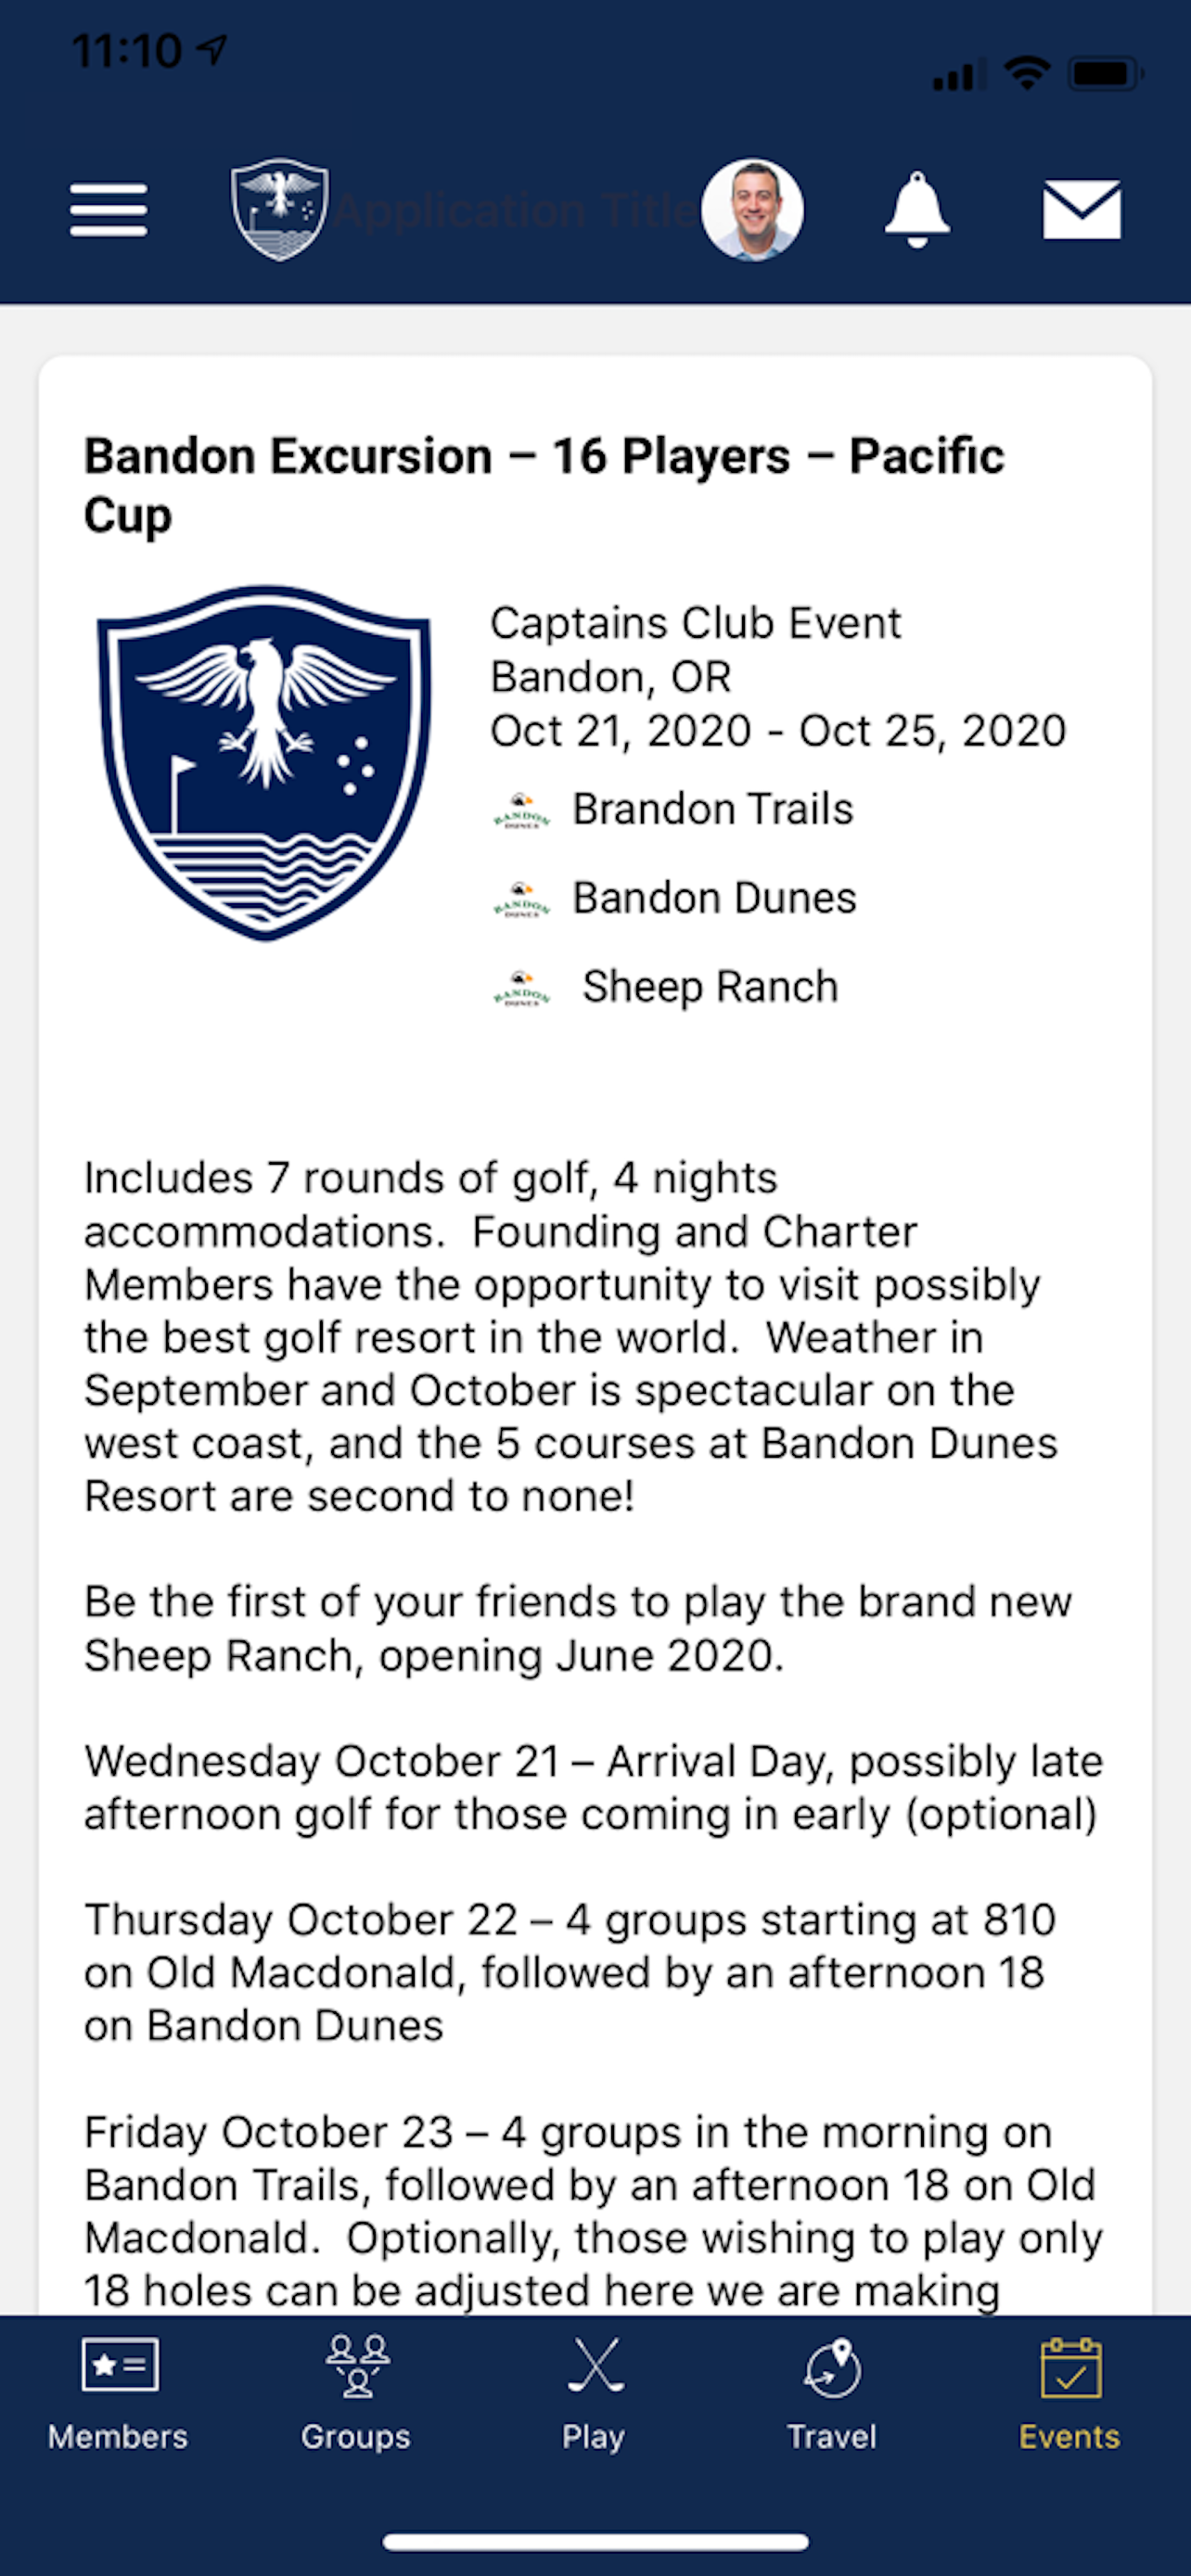 11:10
Application Title
Bandon Excursion – 16 Players – Pacific
Cup
Captains Club Event
Bandon, OR
Oct 21, 2020 - Oct 25, 2020
BANDON
DUNES
Brandon Trails
BANDON
DUNES
Bandon Dunes
BANDON
DUNES
Sheep Ranch
Includes 7 rounds of golf, 4 nights
accommodations.  Founding and Charter
Members have the opportunity to visit possibly
the best golf resort in the world.  Weather in
September and October is spectacular on the
west coast, and the 5 courses at Bandon Dunes
Resort are second to none!
Be the first of your friends to play the brand new
Sheep Ranch, opening June 2020.
Wednesday October 21 – Arrival Day, possibly late
afternoon golf for those coming in early (optional)
Thursday October 22 – 4 groups starting at 810
on Old Macdonald, followed by an afternoon 18
on Bandon Dunes
Friday October 23 – 4 groups in the morning on
Bandon Trails, followed by an afternoon 18 on Old
Macdonald.  Optionally, those wishing to play only
18 holes can be adjusted here we are making
Members
Groups
Play
Travel
Events